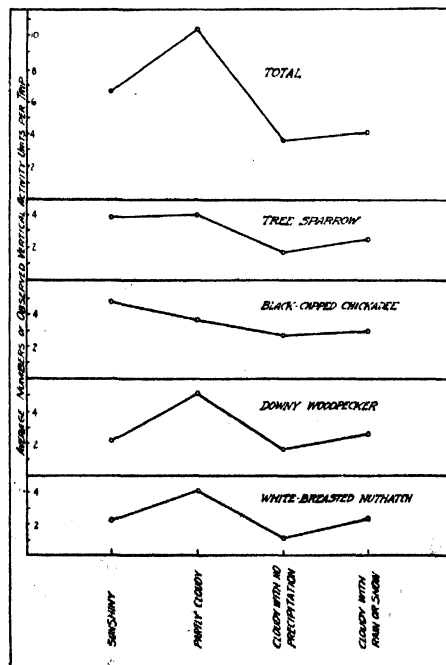 AVERAGE NUMBERS OF OBSERVED VERTICAL ACTIVITY UNITS PER TRIP
10
8
6
4
2
TOTAL
4
2
TREE SPARROW
4
2
BLACK-CAPPED CHICKADEE
4
2
DOWNY WOODPECKER
4
2
WHITE-BREASTED NUTHATCH
SUNSHINY
PARTLY CLOUDY
CLOUDY WITH NO
PRECIPITATION
CLOUDY WITH
RAIN OR SNOW